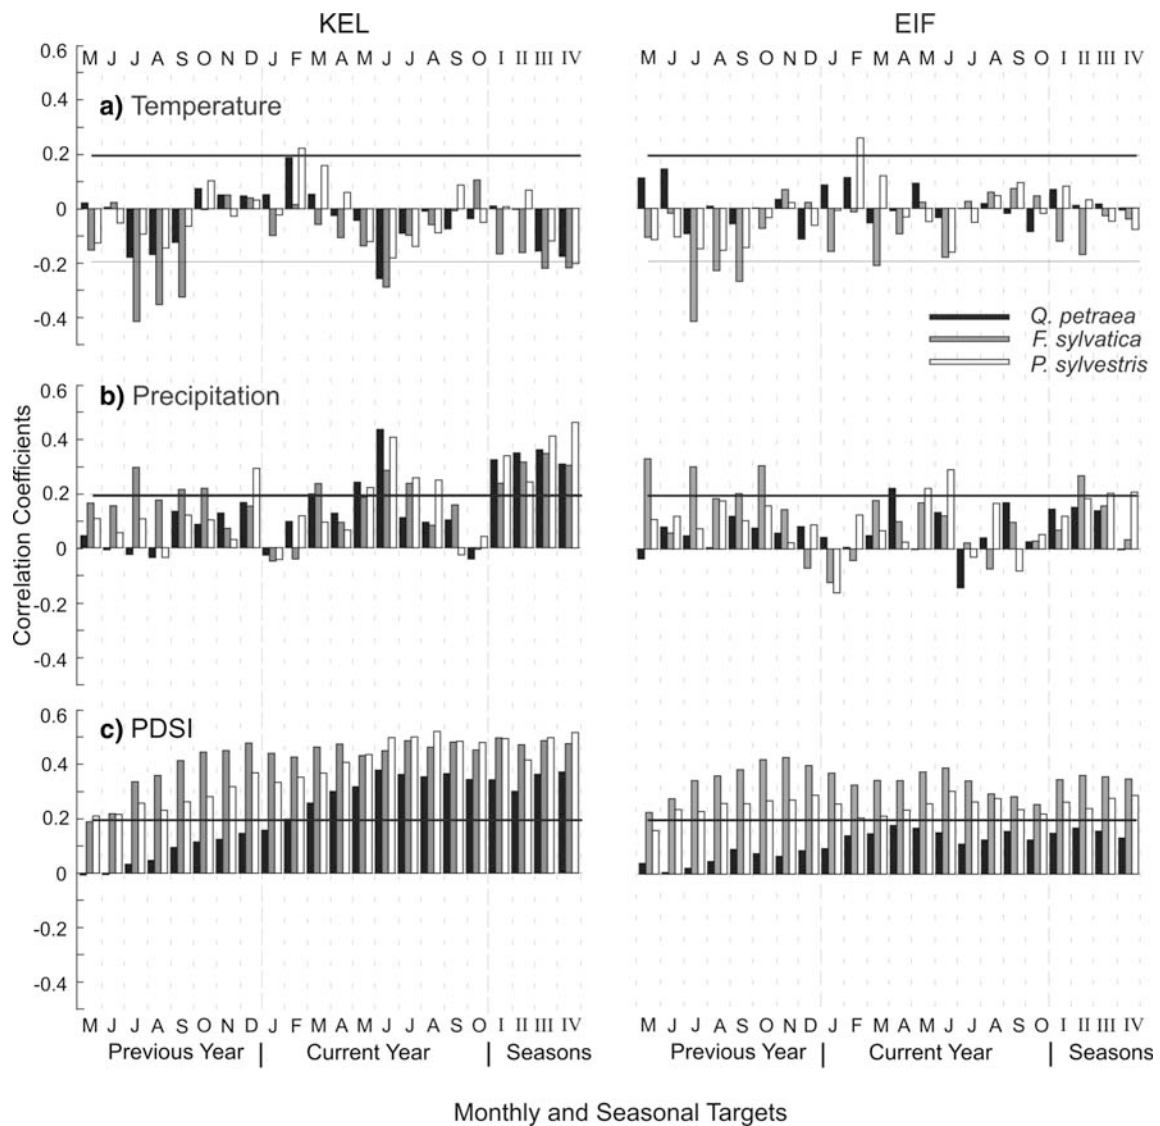 KEL
EIF
0.6
M J J A S O N D J F M A M J J A S O I II III IV
M J J A S O N D J F M A M J J A S O I II III IV
0.4
a) Temperature
0.2
0
-0.2
-0.4
Q. petraea
F. sylvatica
P. sylvestris
0.6
b) Precipitation
0.4
0.2
0
-0.2
-0.4
Correlation Coefficients
0.6
c) PDSI
0.4
0.2
0
-0.2
-0.4
M J J A S O N D J F M A M J J A S O I II III IV
M J J A S O N D J F M A M J J A S O I II III IV
Previous Year | Current Year | Seasons
Previous Year | Current Year | Seasons
Monthly and Seasonal Targets